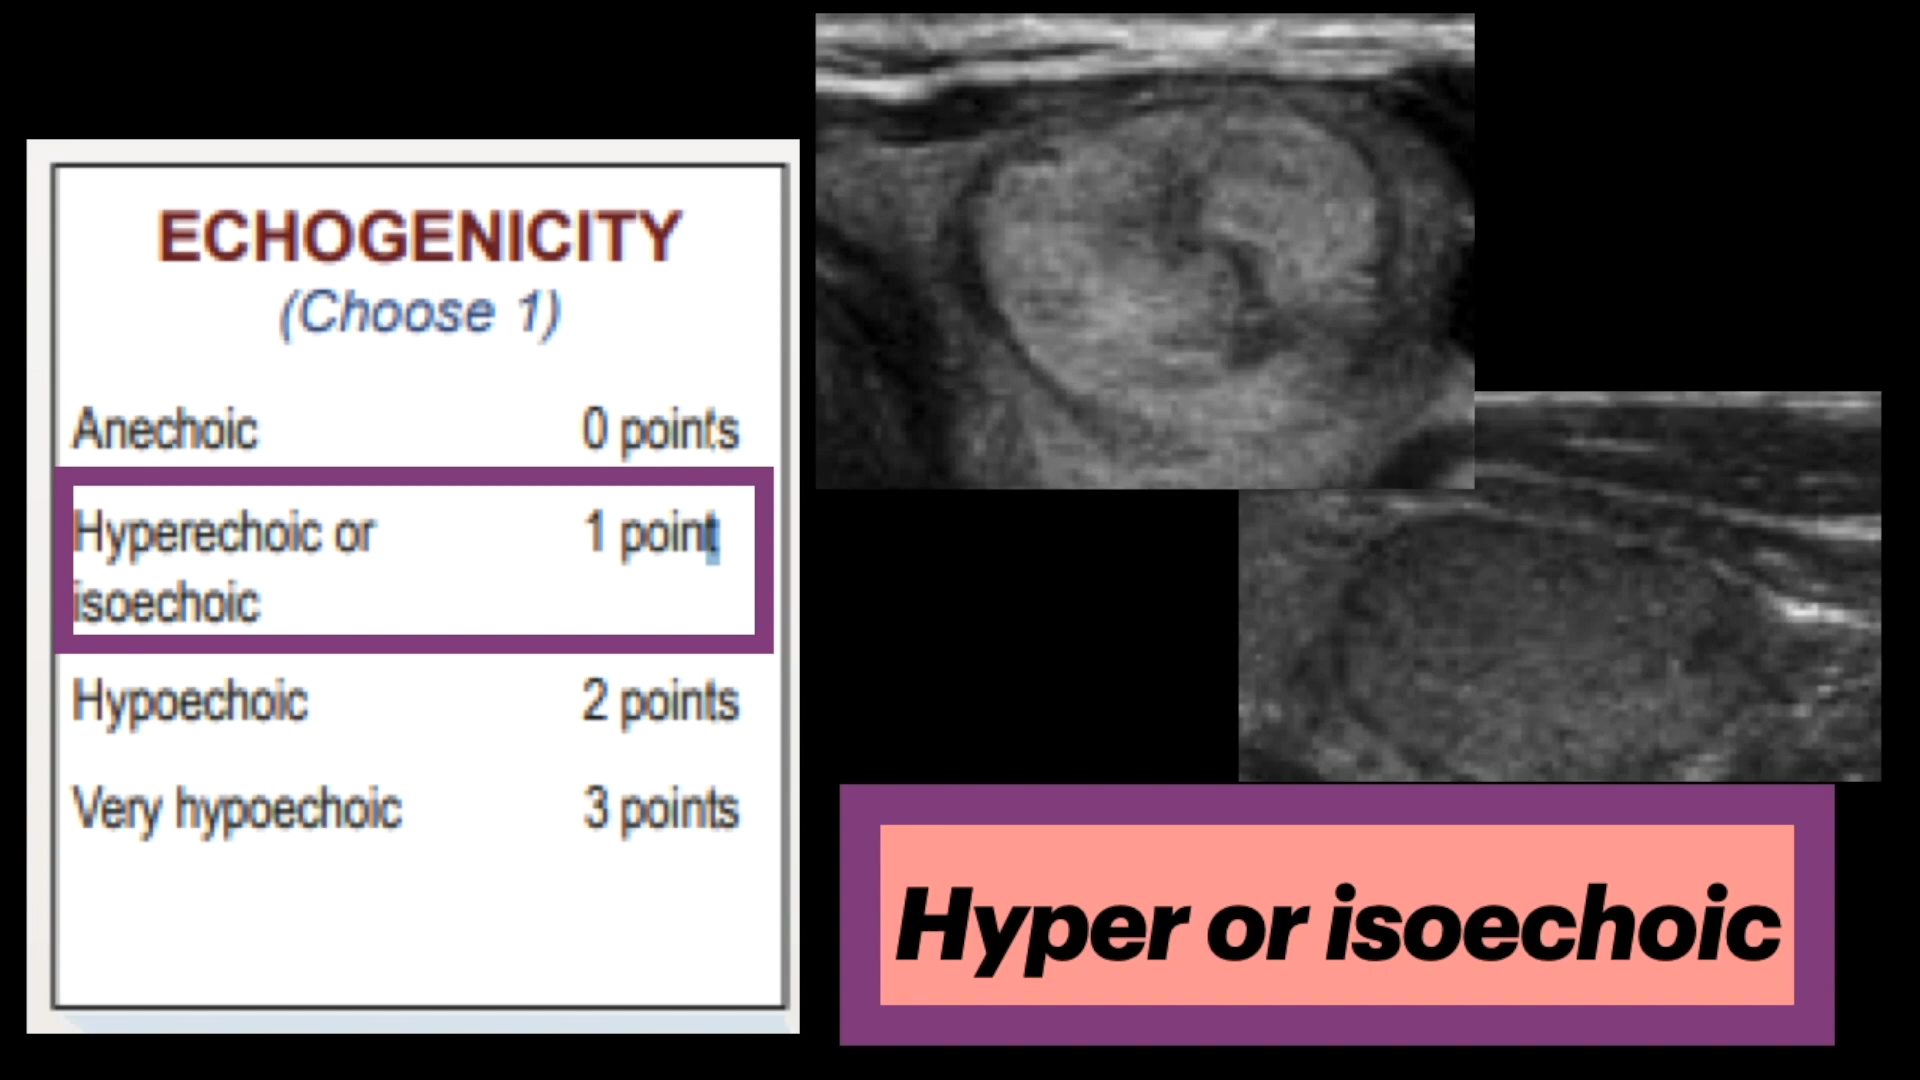 ECHOGENICITY
(Choose 1)
Anechoic 0 points
Hyperechoic or 1 point
isoechoic
Hypoechoic 2 points
Very hypoechoic 3 points
Hyper or isoechoic